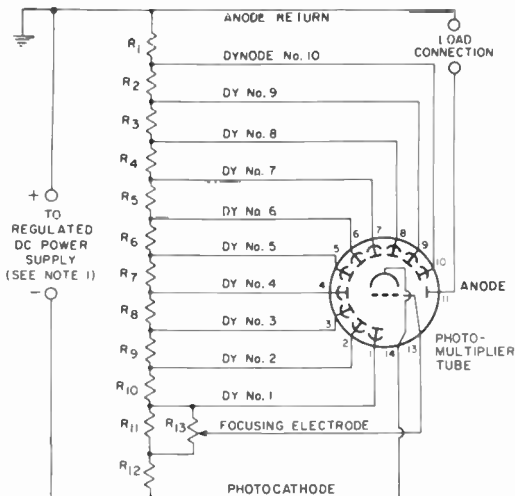 ANODE RETURN
LOAD
CONNECTION
R1
DYNODE No. 10
R2
DY No. 9
R3
DY No. 8
R4
DY No. 7
R5
DY No. 6
R6
DY No. 5
R7
DY No. 4
R8
DY No. 3
R9
DY No. 2
R10
DY No. 1
R11
R13
FOCUSING ELECTRODE
R12
PHOTOCATHODE
+
TO
REGULATED
DC POWER
SUPPLY
(SEE NOTE 1)
-
1
2
3
4
5
6
7
8
9
10
11
13
14
ANODE
PHOTO-
MULTIPLIER
TUBE